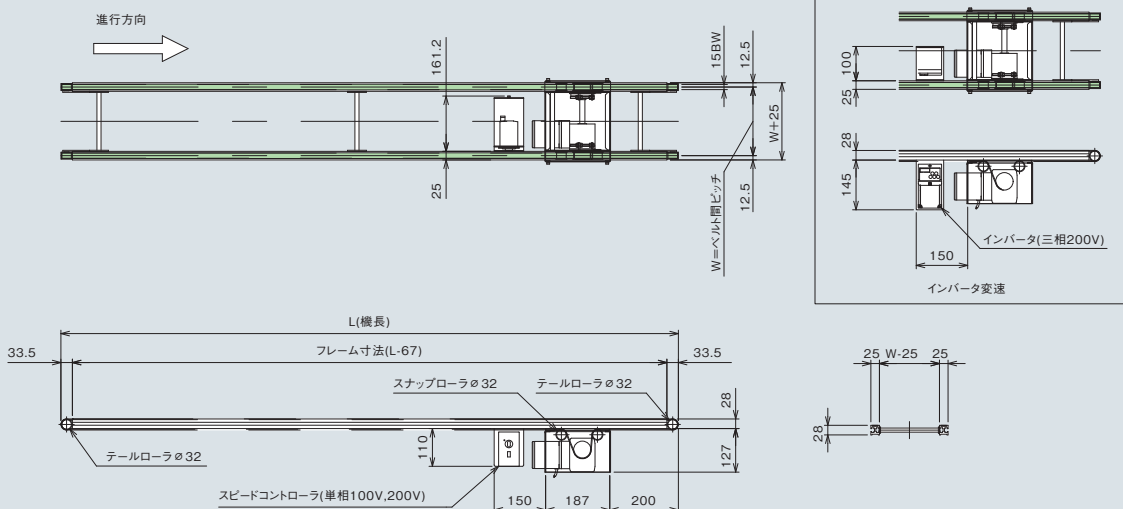 進行方向
161.2
25
15BW
12.5
W+25
12.5
W=ベルト間ピッチ
100
25
28
145
150
インバータ(三相200V)
インバータ変速
L(機長)
33.5
フレーム寸法(L-67)
33.5
スナップローラø32
テールローラø32
28
110
127
テールローラø32
スピードコントローラ(単相100V,200V)
150
187
200
25 W-25 25
28